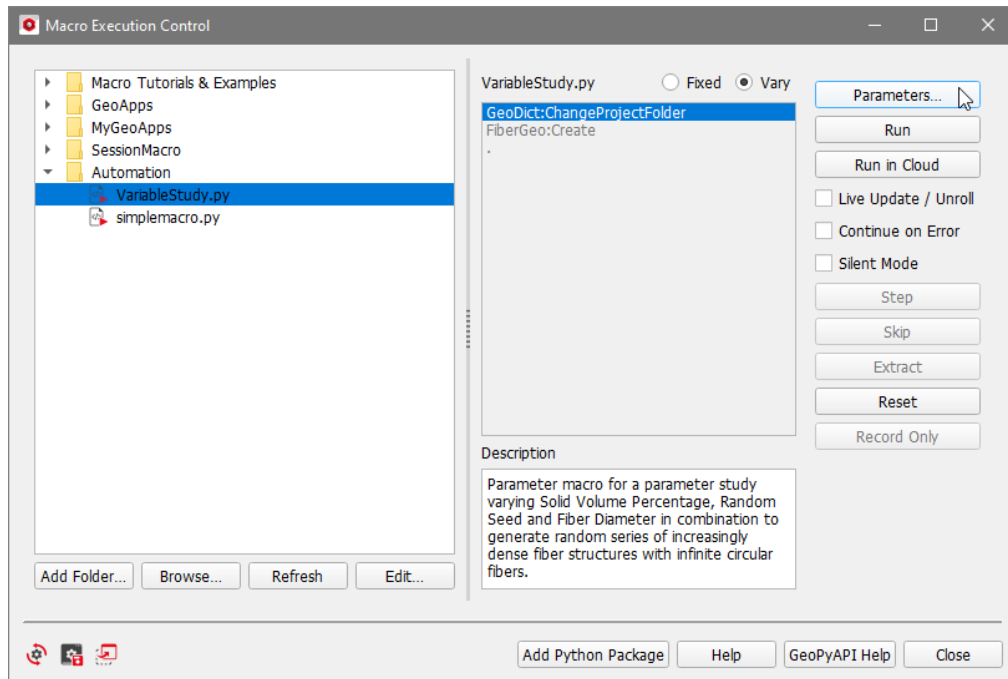 Macro Execution Control
Macro Tutorials & Examples
GeoApps
MyGeoApps
SessionMacro
Automation
VariableStudy.py
simplemacro.py
Add Folder...
Browse...
Refresh
Edit...
VariableStudy.py
Fixed
Vary
GeoDict:ChangeProjectFolder
FiberGeo:Create
.
Description
Parameter macro for a parameter study
varying Solid Volume Percentage, Random
Seed and Fiber Diameter in combination to
generate random series of increasingly
dense fiber structures with infinite circular
fibers.
Parameters...
Run
Run in Cloud
Live Update / Unroll
Continue on Error
Silent Mode
Step
Skip
Extract
Reset
Record Only
Add Python Package
Help
GeoPyAPI Help
Close